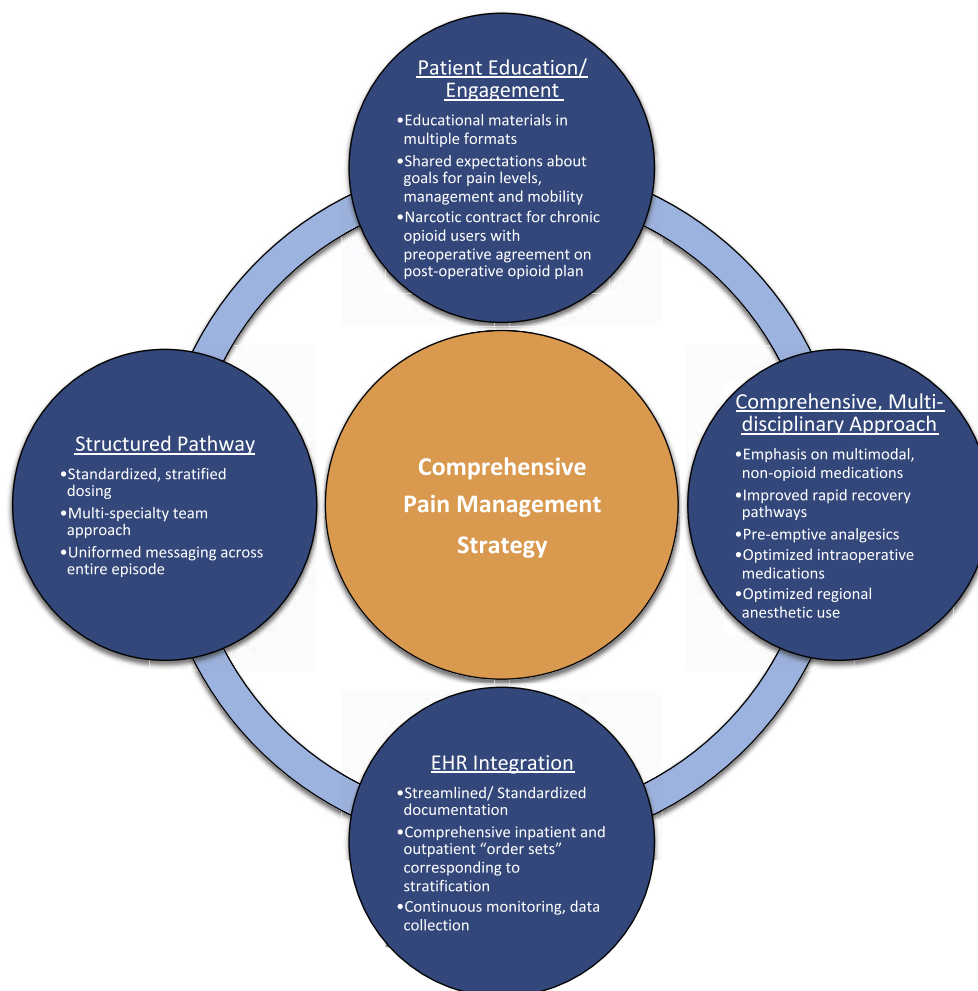 Patient Education/
Engagement
•Educational materials in
multiple formats
•Shared expectations about
goals for pain levels,
management and mobility
•Narcotic contract for chronic
opioid users with
preoperative agreement on
post-operative opioid plan
Comprehensive, Multi-
disciplinary Approach
•Emphasis on multimodal,
non-opioid medications
•Improved rapid recovery
pathways
•Pre-emptive analgesics
•Optimized intraoperative
medications
•Optimized regional
anesthetic use
EHR Integration
•Streamlined/ Standardized
documentation
•Comprehensive inpatient and
outpatient “order sets”
corresponding to
stratification
•Continuous monitoring, data
collection
Structured Pathway
•Standardized, stratified
dosing
•Multi-specialty team
approach
•Uniformed messaging across
entire episode
Comprehensive
Pain Management
Strategy